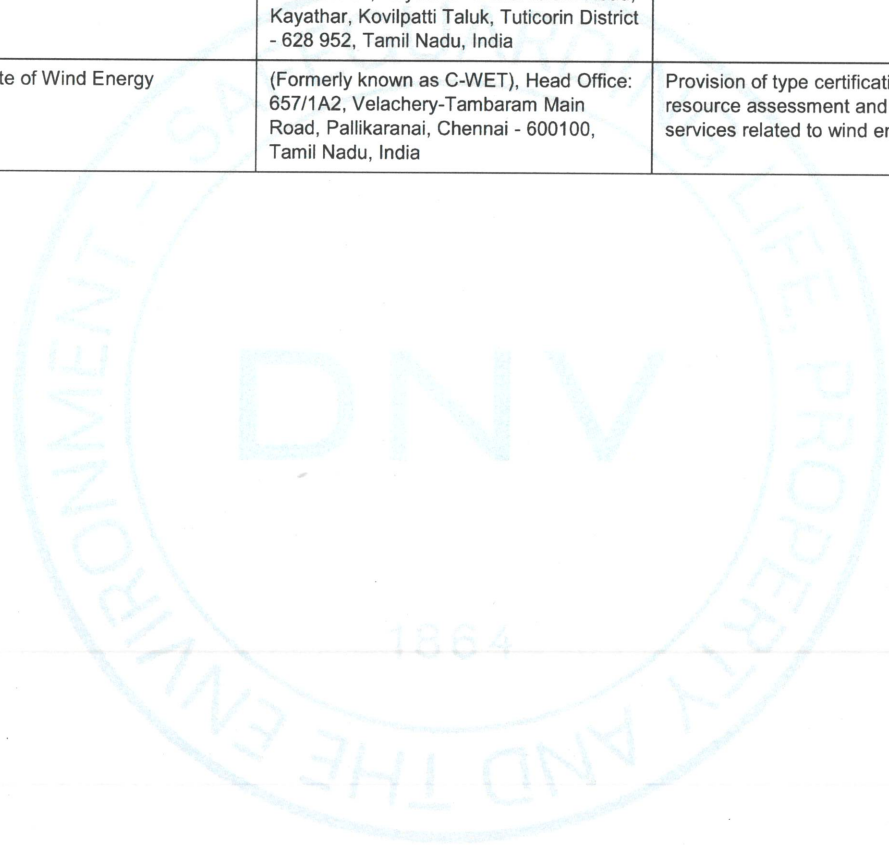 Kayathar, Kovilpatti Taluk, Tuticorin District
- 628 952, Tamil Nadu, India
te of Wind Energy
(Formerly known as C-WET), Head Office:
657/1A2, Velachery-Tambaram Main
Road, Pallikaranai, Chennai - 600100,
Tamil Nadu, India
Provision of type certificati
resource assessment and
services related to wind er
SAFEGUARDING LIFE, PROPERTY AND THE ENVIRONMENT -
DNV
1864